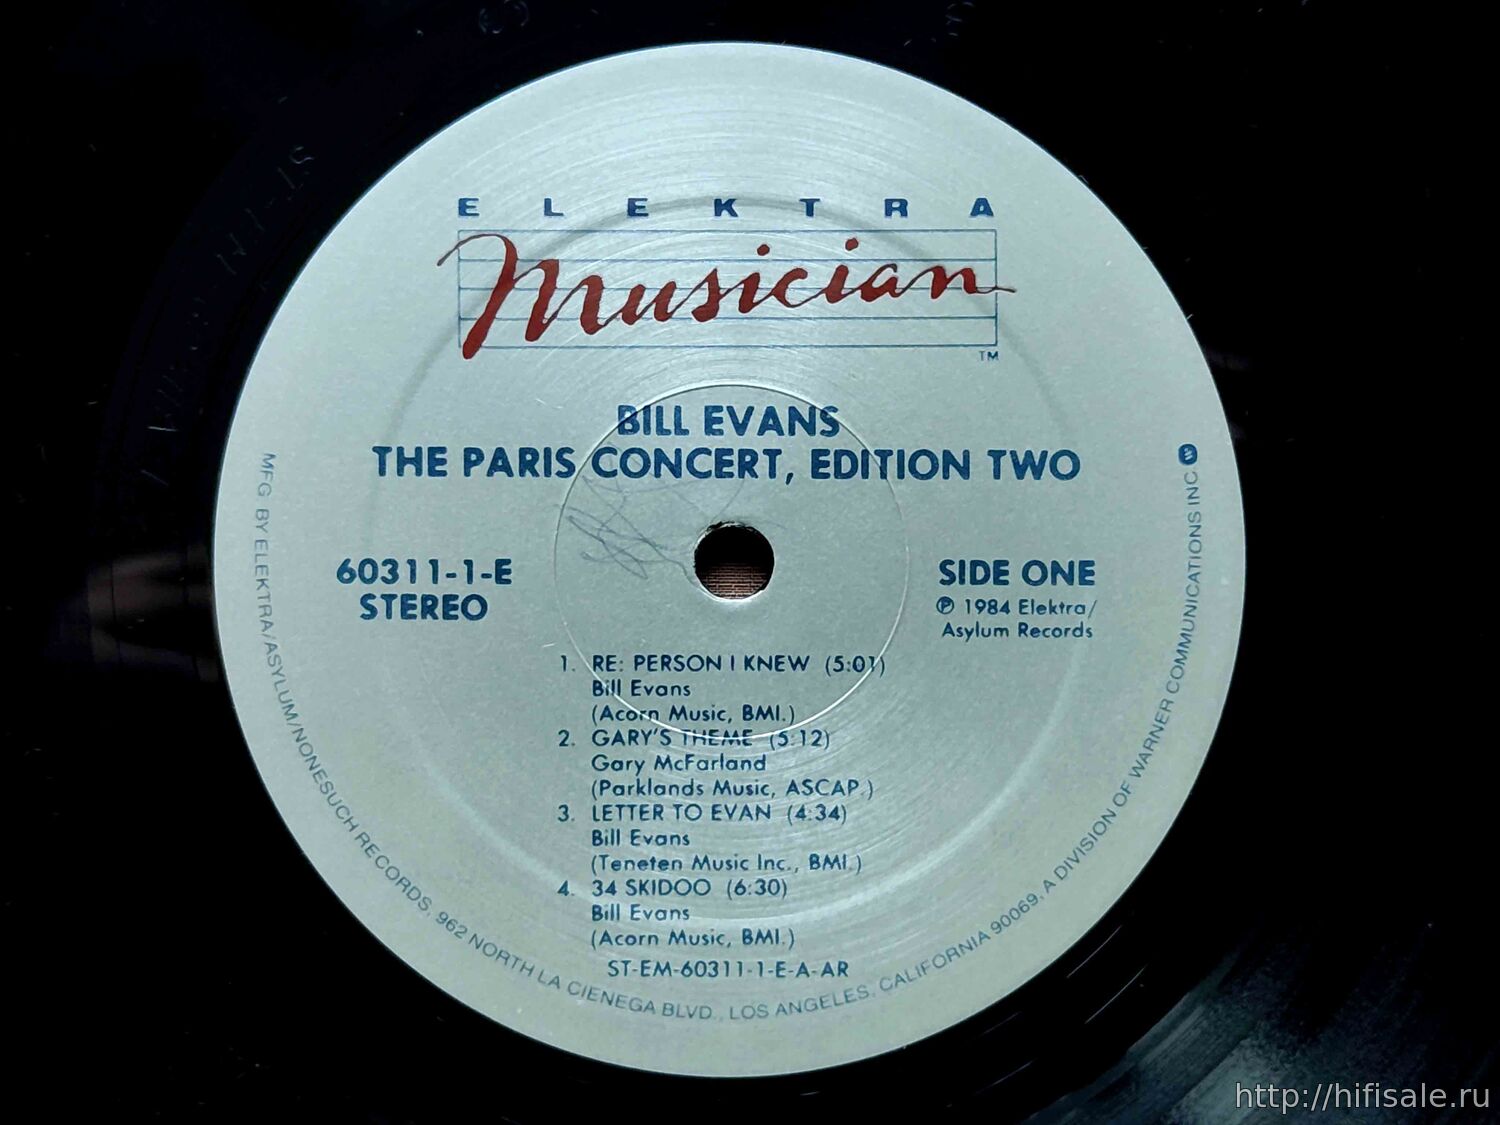 ELEKTRA
Musician
TM
BILL EVANS
THE PARIS CONCERT, EDITION TWO
60311-1-E
STEREO
SIDE ONE
℗ 1984 Elektra/
Asylum Records
1. RE: PERSON I KNEW (5:01)
Bill Evans
(Acorn Music, BMI.)
2. GARY'S THEME (5:12)
Gary McFarland
(Parklands Music, ASCAP.)
3. LETTER TO EVAN (4:34)
Bill Evans
(Teneten Music Inc., BMI.)
4. 34 SKIDOO (6:30)
Bill Evans
(Acorn Music, BMI.)
ST-EM-60311-1-E-A-AR
MFG BY ELEKTRA/ASYLUM/NONESUCH RECORDS, 962 NORTH LA CIENEGA BLVD., LOS ANGELES, CALIFORNIA 90069, A DIVISION OF WARNER COMMUNICATIONS INC
http://hifisale.ru